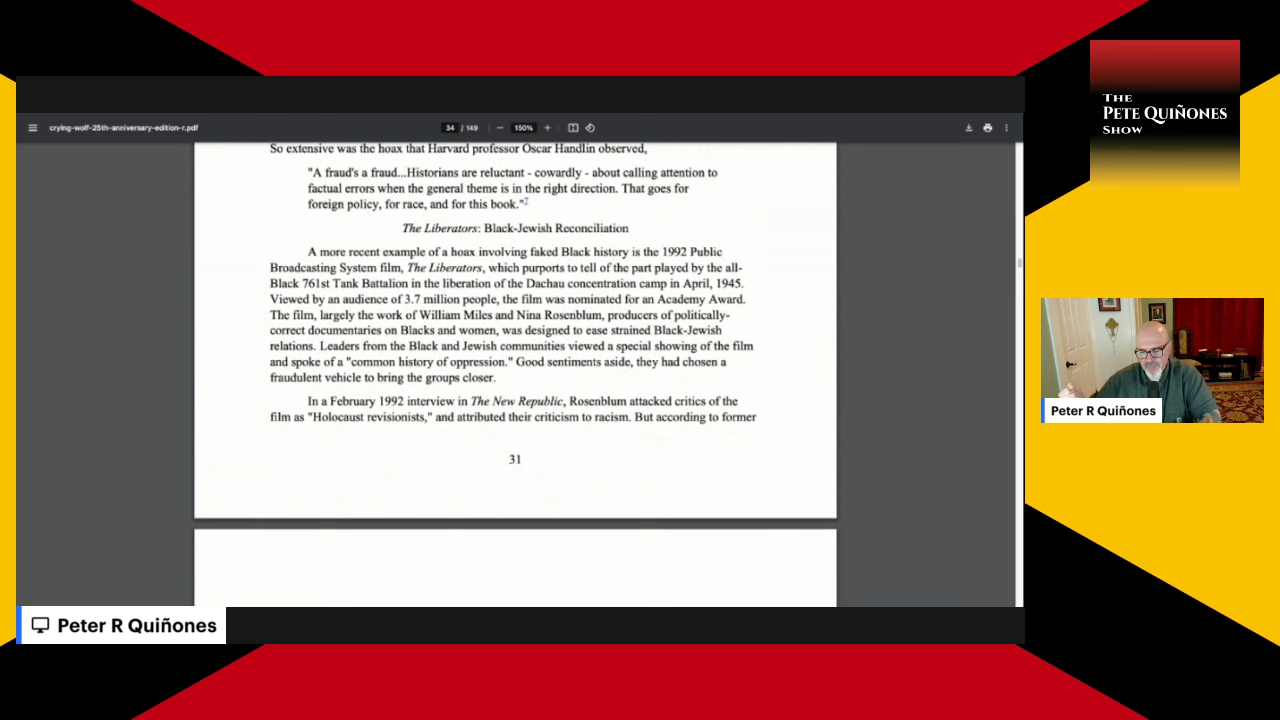 THE
PETE QUIÑONES
SHOW
crying-wolf-25th-anniversary-edition-r.pdf
34 / 149
150%
So extensive was the hoax that Harvard professor Oscar Handlin observed,
"A fraud's a fraud...Historians are reluctant - cowardly - about calling attention to
factual errors when the general theme is in the right direction. That goes for
foreign policy, for race, and for this book."7
The Liberators: Black-Jewish Reconciliation
A more recent example of a hoax involving faked Black history is the 1992 Public
Broadcasting System film, The Liberators, which purports to tell of the part played by the all-
Black 761st Tank Battalion in the liberation of the Dachau concentration camp in April, 1945.
Viewed by an audience of 3.7 million people, the film was nominated for an Academy Award.
The film, largely the work of William Miles and Nina Rosenblum, producers of politically-
correct documentaries on Blacks and women, was designed to ease strained Black-Jewish
relations. Leaders from the Black and Jewish communities viewed a special showing of the film
and spoke of a "common history of oppression." Good sentiments aside, they had chosen a
fraudulent vehicle to bring the groups closer.
In a February 1992 interview in The New Republic, Rosenblum attacked critics of the
film as "Holocaust revisionists," and attributed their criticism to racism. But according to former
31
Peter R Quiñones
Peter R Quiñones